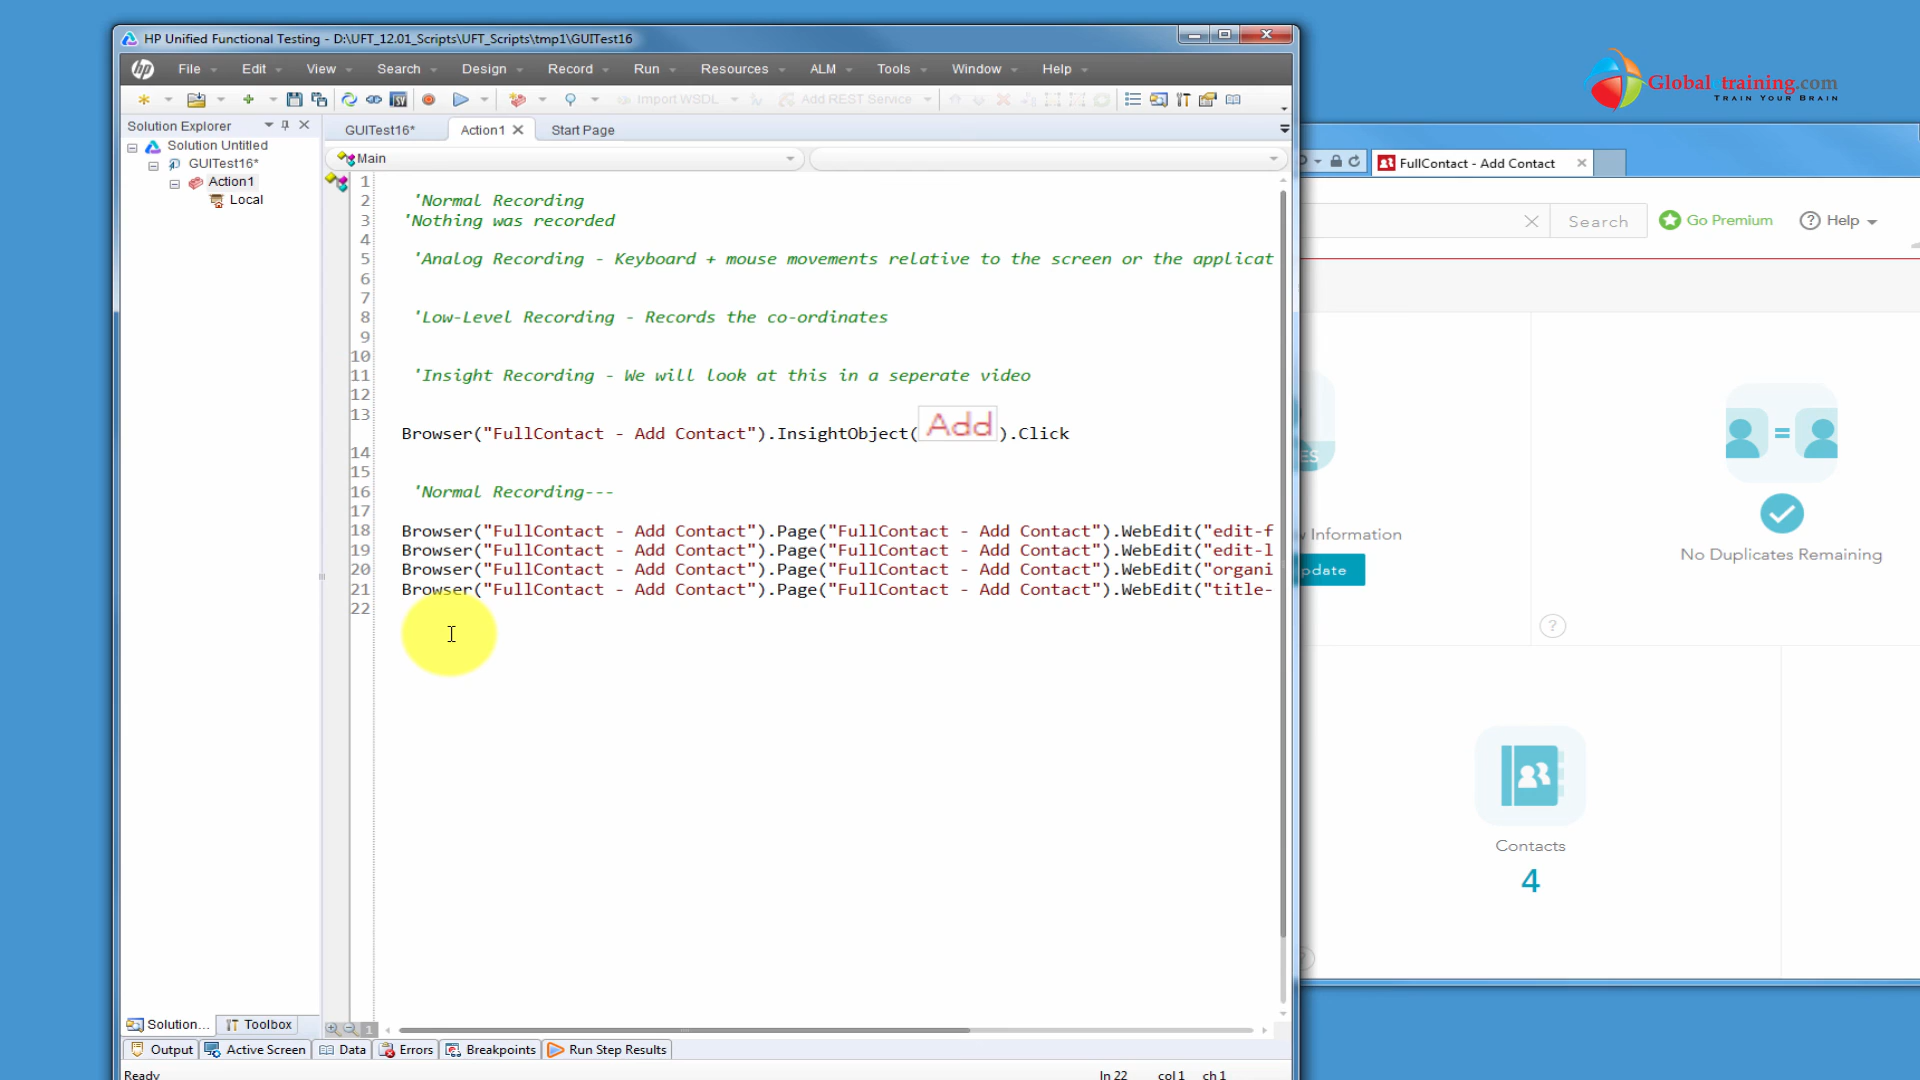 HP Unified Functional Testing - D:\UFT_12.01_Scripts\UFT_Scripts\tmp1\GUITest16
File Edit View Search Design Record Run Resources ALM Tools Window Help
Import WSDL Add REST Service
Solution Explorer
Solution Untitled
GUITest16*
Action1
Local
GUITest16* Action1 Start Page
Main
1
2 'Normal Recording
3 'Nothing was recorded
4
5 'Analog Recording - Keyboard + mouse movements relative to the screen or the applicat
6
7
8 'Low-Level Recording - Records the co-ordinates
9
10
11 'Insight Recording - We will look at this in a seperate video
12
13 Browser("FullContact - Add Contact").InsightObject( Add ).Click
14
15
16 'Normal Recording---
17
18 Browser("FullContact - Add Contact").Page("FullContact - Add Contact").WebEdit("edit-f
19 Browser("FullContact - Add Contact").Page("FullContact - Add Contact").WebEdit("edit-l
20 Browser("FullContact - Add Contact").Page("FullContact - Add Contact").WebEdit("organi
21 Browser("FullContact - Add Contact").Page("FullContact - Add Contact").WebEdit("title-
22
Solution... Toolbox
1
Output Active Screen Data Errors Breakpoints Run Step Results
Ready ln 22 col 1 ch 1
Global training.com
TRAIN YOUR BRAIN
FullContact - Add Contact
Search Go Premium Help
ES
w Information
pdate
No Duplicates Remaining
Contacts
4